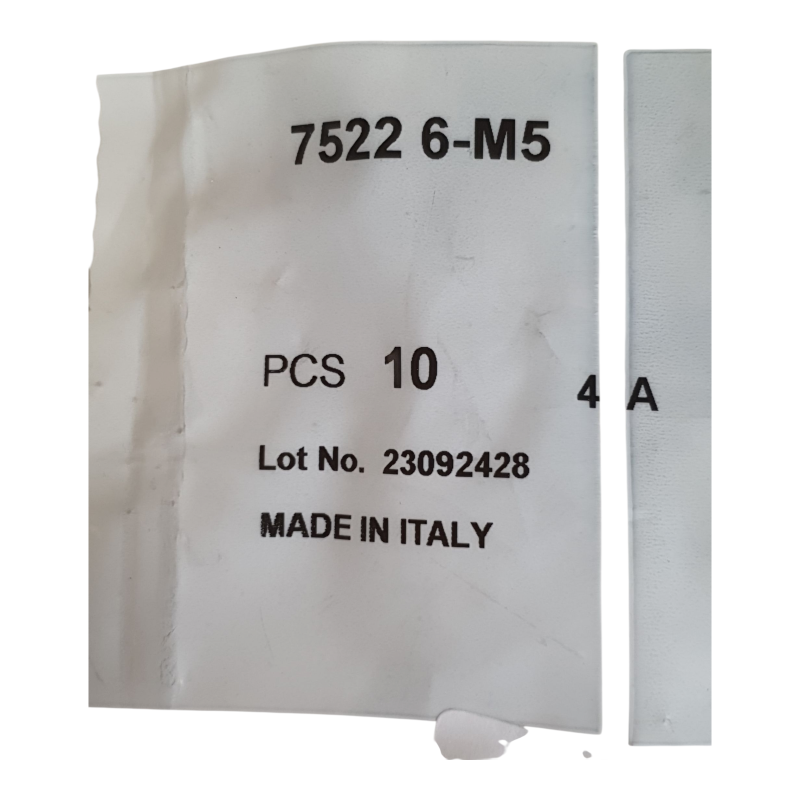 7522 6-M5
PCS 10
4 A
Lot No. 23092428
MADE IN ITALY